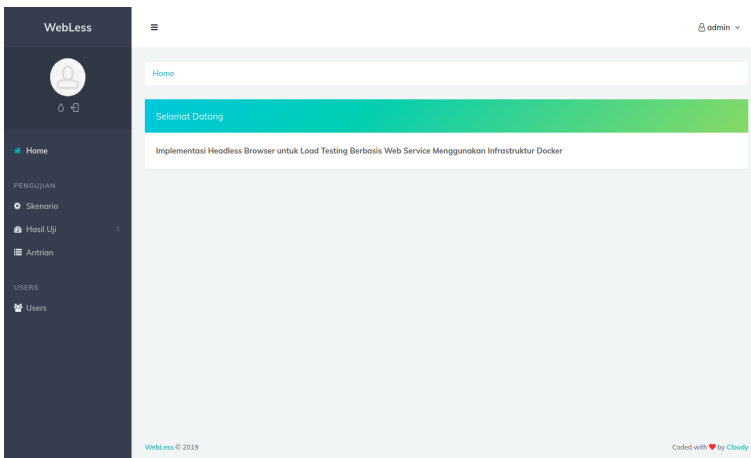 WebLess
admin
Home
Home
Selamat Datang
Implementasi Headless Browser untuk Load Testing Berbasis Web Service Menggunakan Infrastruktur Docker
PENGUJIAN
Skenario
Hasil Uji
Antrian
USERS
Users
WebLess © 2019
Coded with ❤ by Cloudy